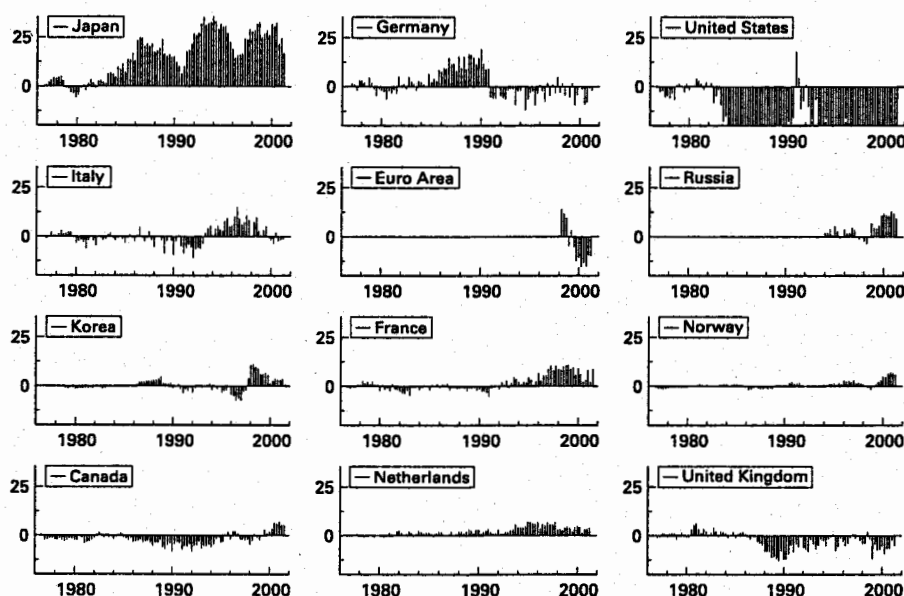 25 Japan Germany United States
0 0 0
1980 1990 2000 1980 1990 2000 1980 1990 2000
25 Italy 25 Euro Area 25 Russia
0 0 0
1980 1990 2000 1980 1990 2000 1980 1990 2000
25 Korea 25 France 25 Norway
0 0 0
1980 1990 2000 1980 1990 2000 1980 1990 2000
25 Canada 25 Netherlands 25 United Kingdom
0 0 0
1980 1990 2000 1980 1990 2000 1980 1990 2000